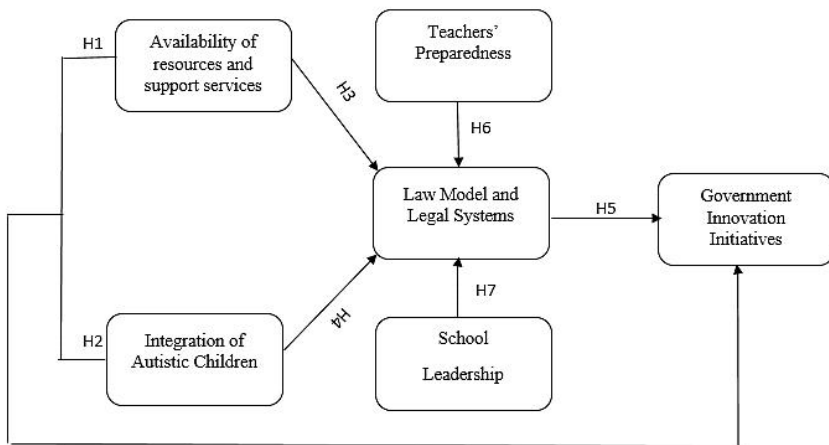 H1
Availability of
resources and
support services
H3
Teachers’
Preparedness
H6
Law Model and
Legal Systems
H5
Government
Innovation
Initiatives
H2
Integration of
Autistic Children
H4
H7
School
Leadership